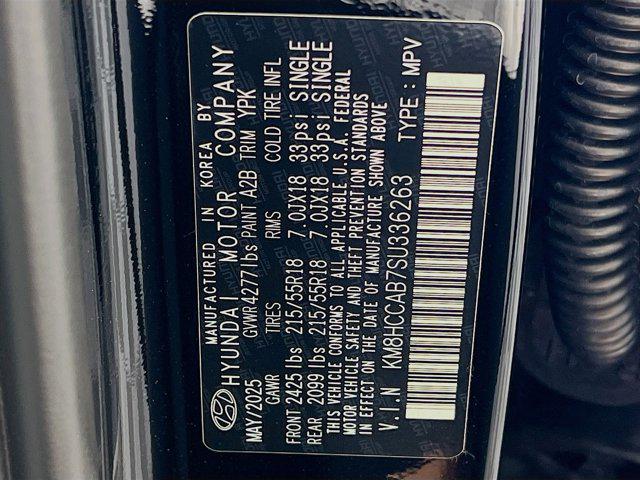 MANUFACTURED IN KOREA BY
HYUNDAI MOTOR COMPANY
MAY/2025 GVWR 4277lbs PAINT A2B TRIM YPK
GAWR TIRES RIMS COLD TIRE INFL
FRONT 2425 lbs 215/55R18 7.0JX18 33psi SINGLE
REAR 2099 lbs 215/55R18 7.0JX18 33psi SINGLE
THIS VEHICLE CONFORMS TO ALL APPLICABLE U.S.A. FEDERAL
MOTOR VEHICLE SAFETY AND THEFT PREVENTION STANDARDS
IN EFFECT ON THE DATE OF MANUFACTURE SHOWN ABOVE
V.I.N KM8HCCAB7SU336263 TYPE : MPV